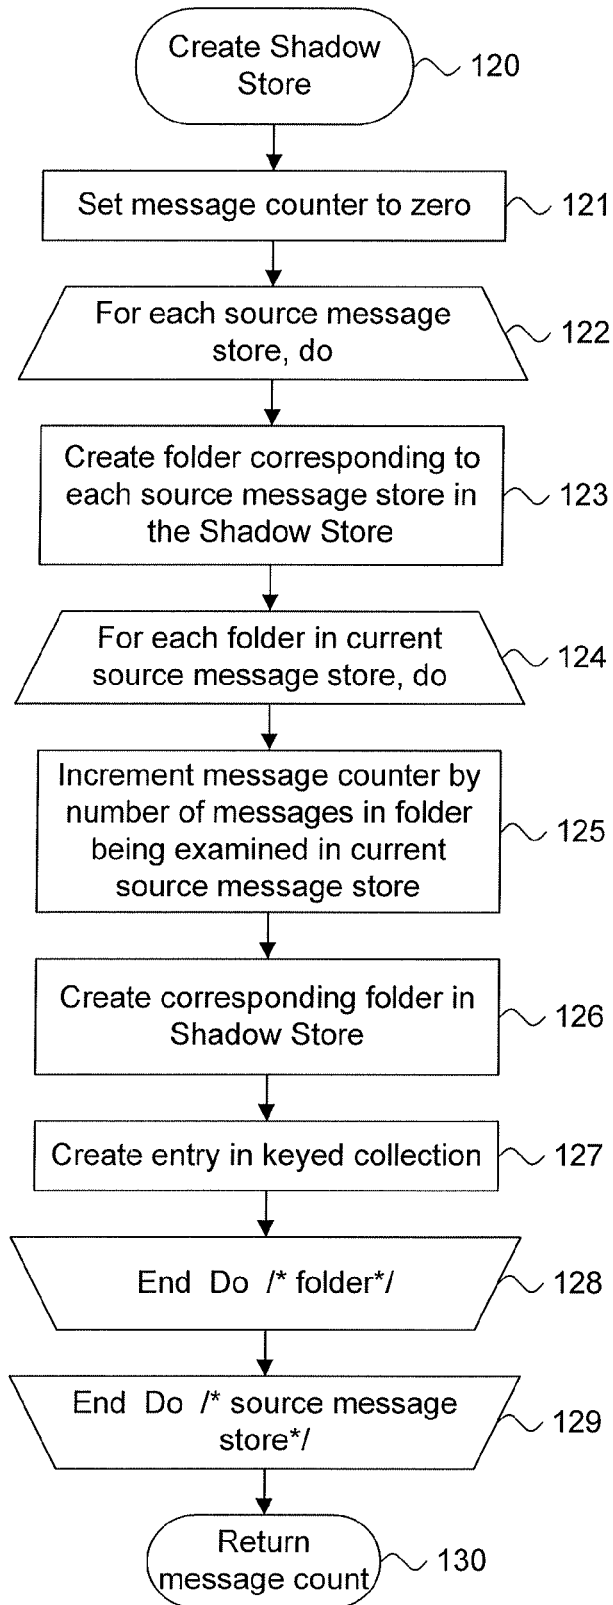 Create Shadow
Store
120
Set message counter to zero
121
For each source message
store, do
122
Create folder corresponding to
each source message store in
the Shadow Store
123
For each folder in current
source message store, do
124
Increment message counter by
number of messages in folder
being examined in current
source message store
125
Create corresponding folder in
Shadow Store
126
Create entry in keyed collection
127
End Do /* folder*/
128
End Do /* source message
store*/
129
Return
message count
130